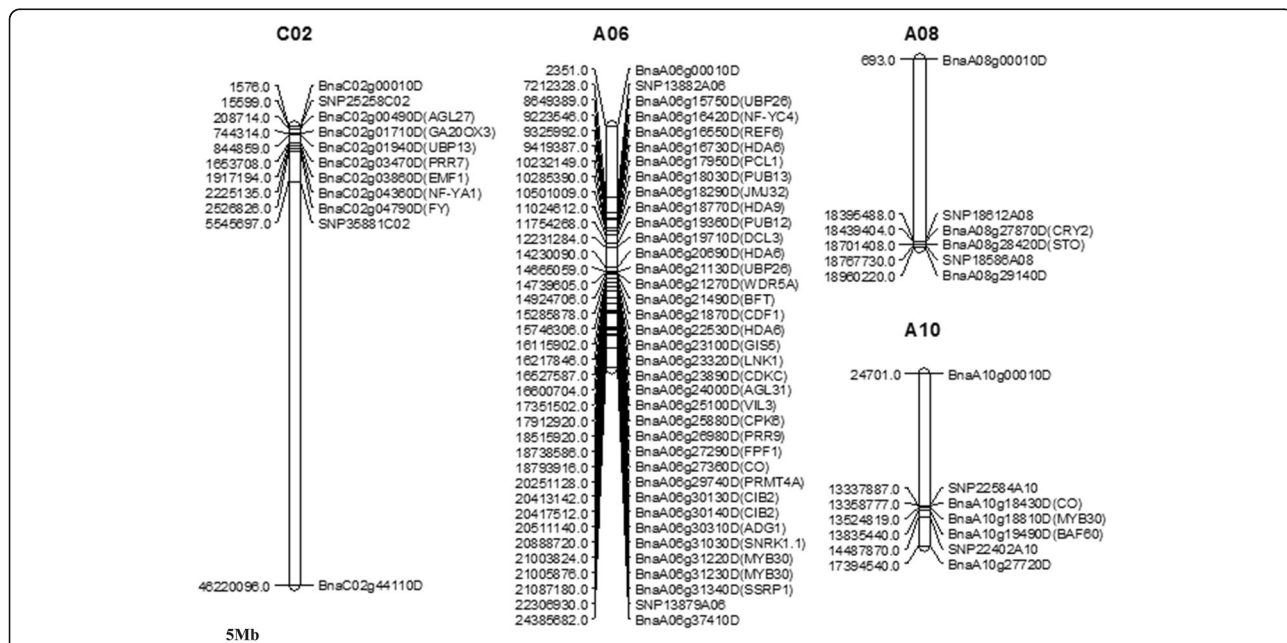 C02
1576.0 BnaC02g00010D
15599.0 SNP25258C02
208714.0 BnaC02g00490D(AGL27)
744314.0 BnaC02g01710D(GA20OX3)
844859.0 BnaC02g01940D(UBP13)
1653708.0 BnaC02g03470D(PRR7)
1917194.0 BnaC02g03860D(EMF1)
2225135.0 BnaC02g04360D(NF-YA1)
2526826.0 BnaC02g04790D(FY)
5545697.0 SNP35881C02
46220096.0 BnaC02g44110D
5Mb
A06
2351.0 BnaA06g00010D
7212328.0 SNP13882A06
8649389.0 BnaA06g15750D(UBP26)
9223546.0 BnaA06g16420D(NF-YC4)
9325992.0 BnaA06g16550D(REF6)
9419387.0 BnaA06g16730D(HDA6)
10232149.0 BnaA06g17950D(PCL1)
10285390.0 BnaA06g18030D(PUB13)
10501009.0 BnaA06g18290D(JMJ32)
11024612.0 BnaA06g18770D(HDA9)
11754268.0 BnaA06g19360D(PUB12)
12231284.0 BnaA06g19710D(DCL3)
14230090.0 BnaA06g20690D(HDA6)
14665059.0 BnaA06g21130D(UBP26)
14739605.0 BnaA06g21270D(WDR5A)
14924706.0 BnaA06g21490D(BFT)
15285878.0 BnaA06g21870D(CDF1)
15746306.0 BnaA06g22530D(HDA6)
16115902.0 BnaA06g23100D(GIS5)
16217846.0 BnaA06g23320D(LNK1)
16527587.0 BnaA06g23890D(CDKC)
16600704.0 BnaA06g24000D(AGL31)
17351502.0 BnaA06g25100D(VIL3)
17912920.0 BnaA06g25880D(CPK6)
18515920.0 BnaA06g26980D(PRR9)
18738586.0 BnaA06g27290D(FPF1)
18793916.0 BnaA06g27360D(CO)
20251128.0 BnaA06g29740D(PRMT4A)
20413142.0 BnaA06g30130D(CIB2)
20417512.0 BnaA06g30140D(CIB2)
20511140.0 BnaA06g30310D(ADG1)
20888720.0 BnaA06g31030D(SNRK1.1)
21003824.0 BnaA06g31220D(MYB30)
21005876.0 BnaA06g31230D(MYB30)
21087180.0 BnaA06g31340D(SSRP1)
22306930.0 SNP13879A06
24385682.0 BnaA06g37410D
A08
693.0 BnaA08g00010D
18395488.0 SNP18612A08
18439404.0 BnaA08g27870D(CRY2)
18701408.0 BnaA08g28420D(STO)
18767730.0 SNP18586A08
18960220.0 BnaA08g29140D
A10
24701.0 BnaA10g00010D
13337887.0 SNP22584A10
13358777.0 BnaA10g18430D(CO)
13524819.0 BnaA10g18810D(MYB30)
13835440.0 BnaA10g19490D(BAF60)
14487870.0 SNP22402A10
17394540.0 BnaA10g27720D